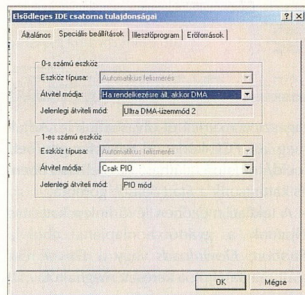 Elsődleges IDE csatorna tulajdonságai
Általános Speciális beállítások Illesztőprogram Erőforrások
0-s számú eszköz
Eszköz típusa: Automatikus felismerés
Átvitel módja: Ha rendelkezésre áll, akkor DMA
Jelenlegi átviteli mód: Ultra DMA-üzemmód 2
1-es számú eszköz
Eszköz típusa: Automatikus felismerés
Átvitel módja: Csak PIO
Jelenlegi átviteli mód: PIO mód
OK Mégse